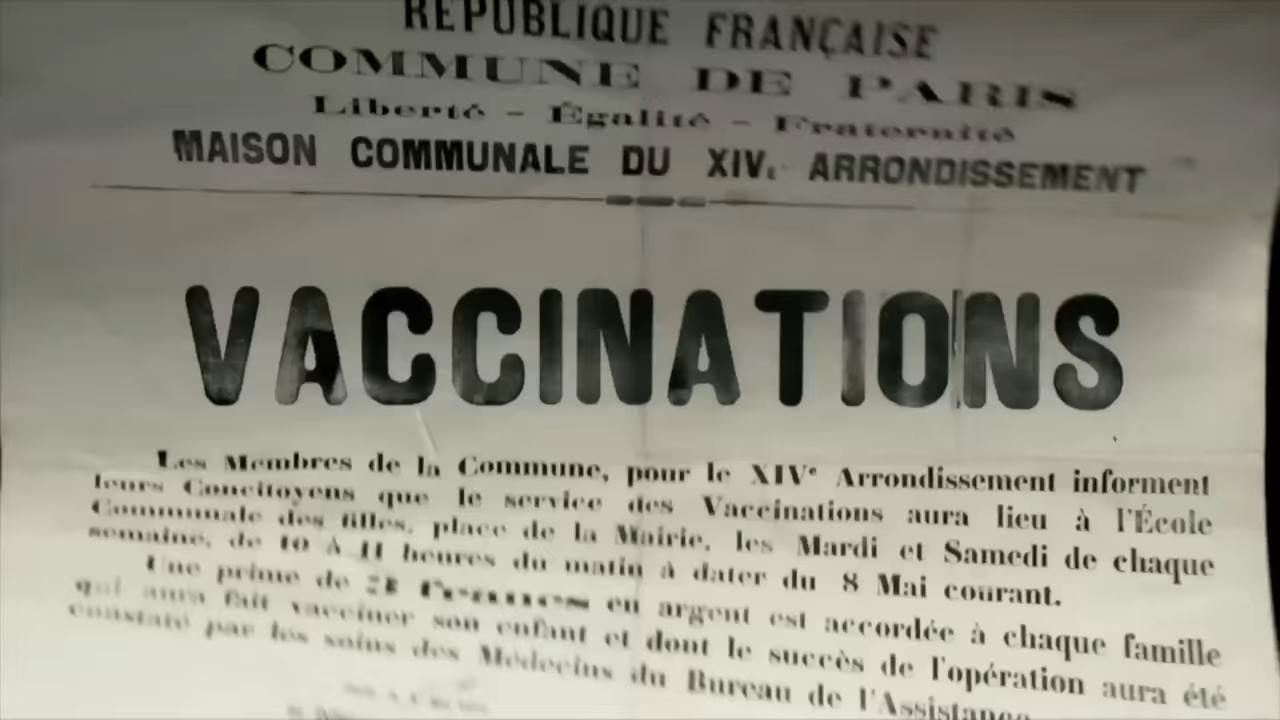 RÉPUBLIQUE FRANÇAISE
COMMUNE DE PARIS
Liberté - Égalité - Fraternité
MAISON COMMUNALE DU XIVe ARRONDISSEMENT
VACCINATIONS
Les Membres de la Commune, pour le XIVe Arrondissement informent
leurs Concitoyens que le service des Vaccinations aura lieu à l'École
Communale des filles, place de la Mairie, les Mardi et Samedi de chaque
semaine, de 10 à 11 heures du matin à dater du 8 Mai courant.
Une prime de 3 francs en argent est accordée à chaque famille
qui aura fait vacciner son enfant et dont le succès de l'opération aura été
constaté par les soins des Médecins du Bureau de l'Assistance